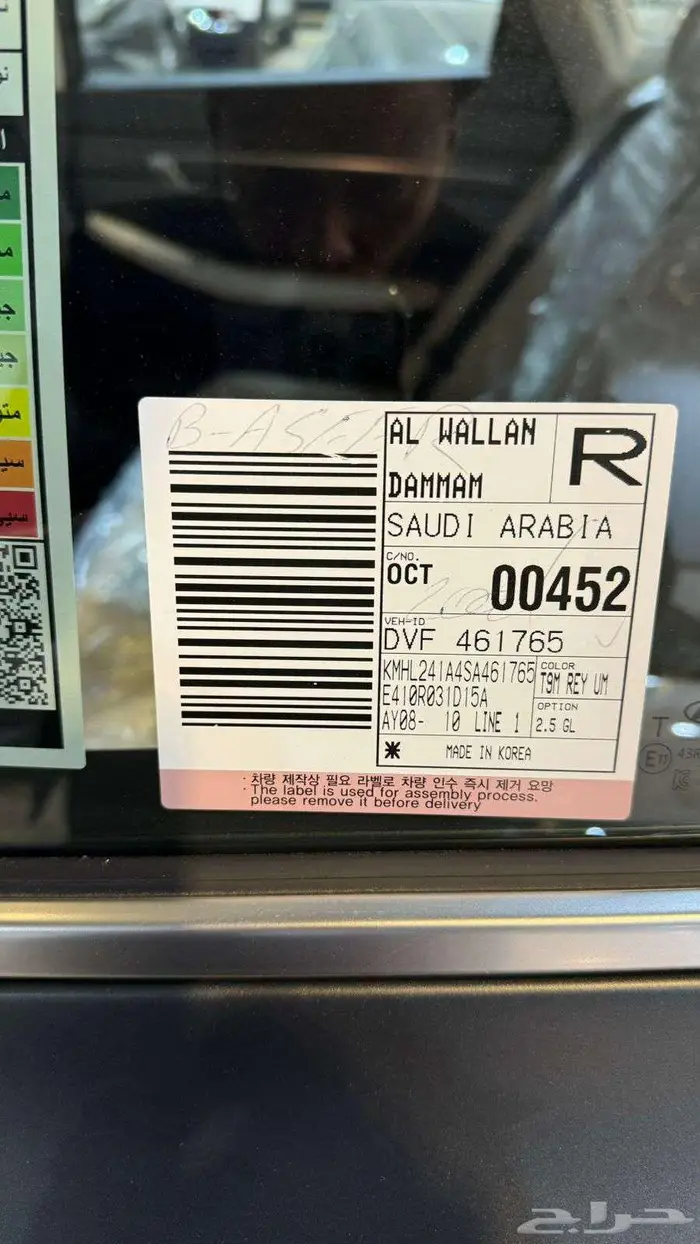 AL WALLAN
DAMMAM
R
SAUDI ARABIA
C/NO.
OCT
00452
VEH-ID
DVF 461765
KMHL241A4SA461765
E410R031D15A
AY08- 10 LINE 1
COLOR
T9M REY UM
OPTION
2.5 GL
MADE IN KOREA
· 차량 제작상 필요 라벨로 차량 인수 즉시 제거 요망
· The label is used for assembly process.
please remove it before delivery
T
E11
43R
حراج